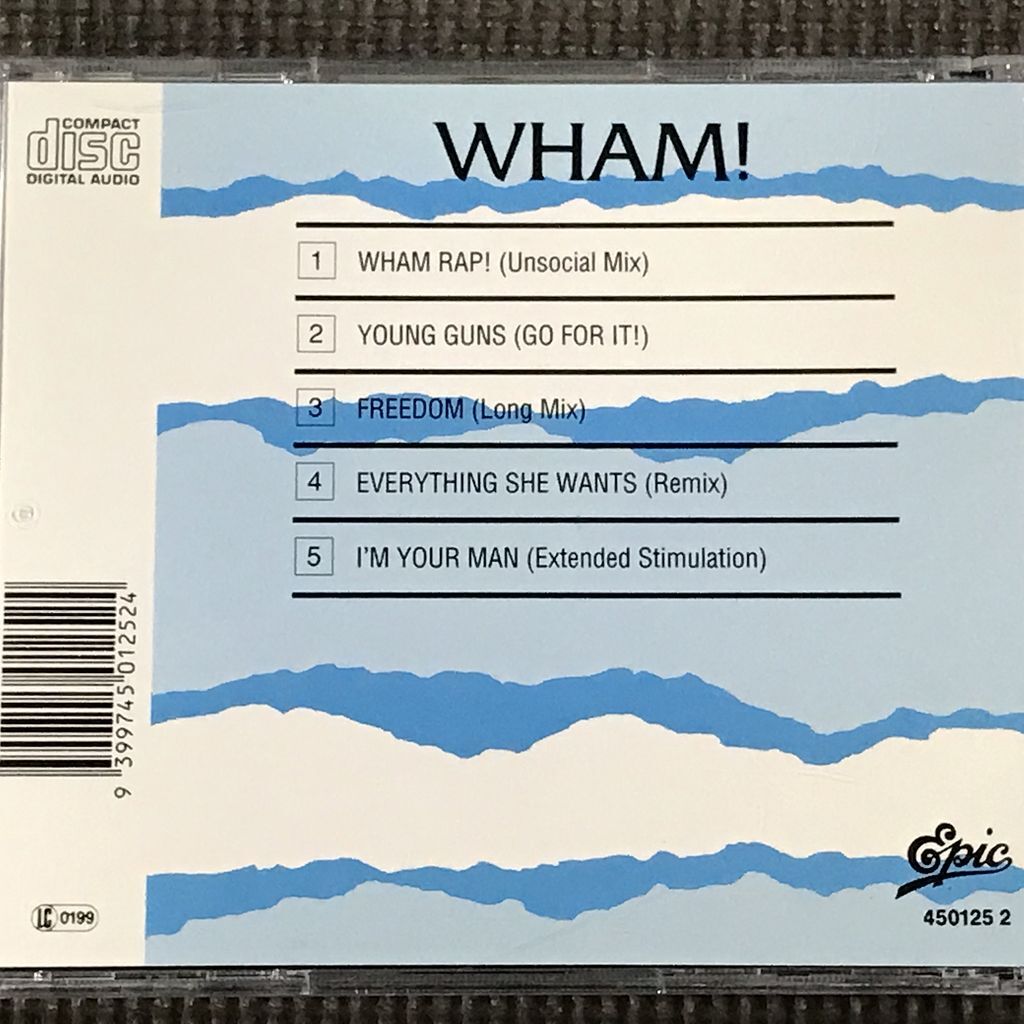 COMPACT
disc
DIGITAL AUDIO
WHAM!
1 WHAM RAP! (Unsocial Mix)
2 YOUNG GUNS (GO FOR IT!)
3 FREEDOM (Long Mix)
4 EVERYTHING SHE WANTS (Remix)
5 I'M YOUR MAN (Extended Stimulation)
9 399745 012524
LC 0199
Epic
450125 2